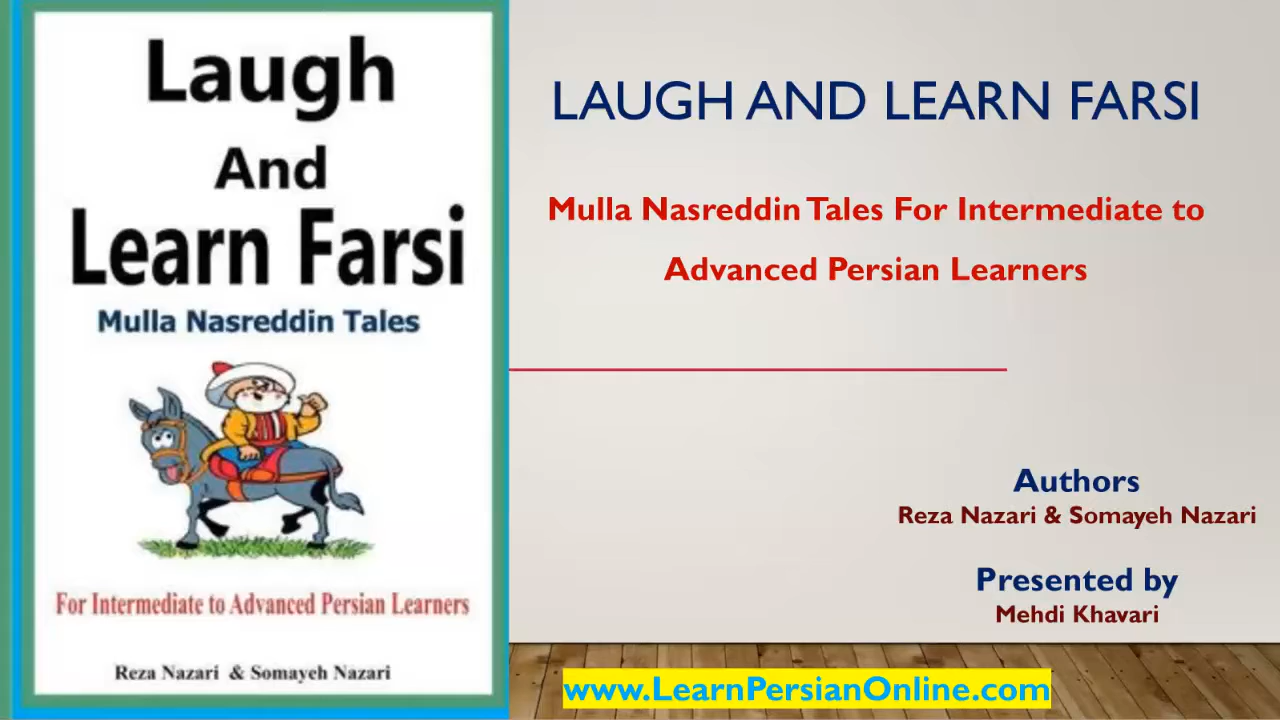 Laugh
And
Learn Farsi
Mulla Nasreddin Tales
For Intermediate to Advanced Persian Learners
Reza Nazari & Somayeh Nazari
LAUGH AND LEARN FARSI
Mulla Nasreddin Tales For Intermediate to
Advanced Persian Learners
Authors
Reza Nazari & Somayeh Nazari
Presented by
Mehdi Khavari
www.LearnPersianOnline.com